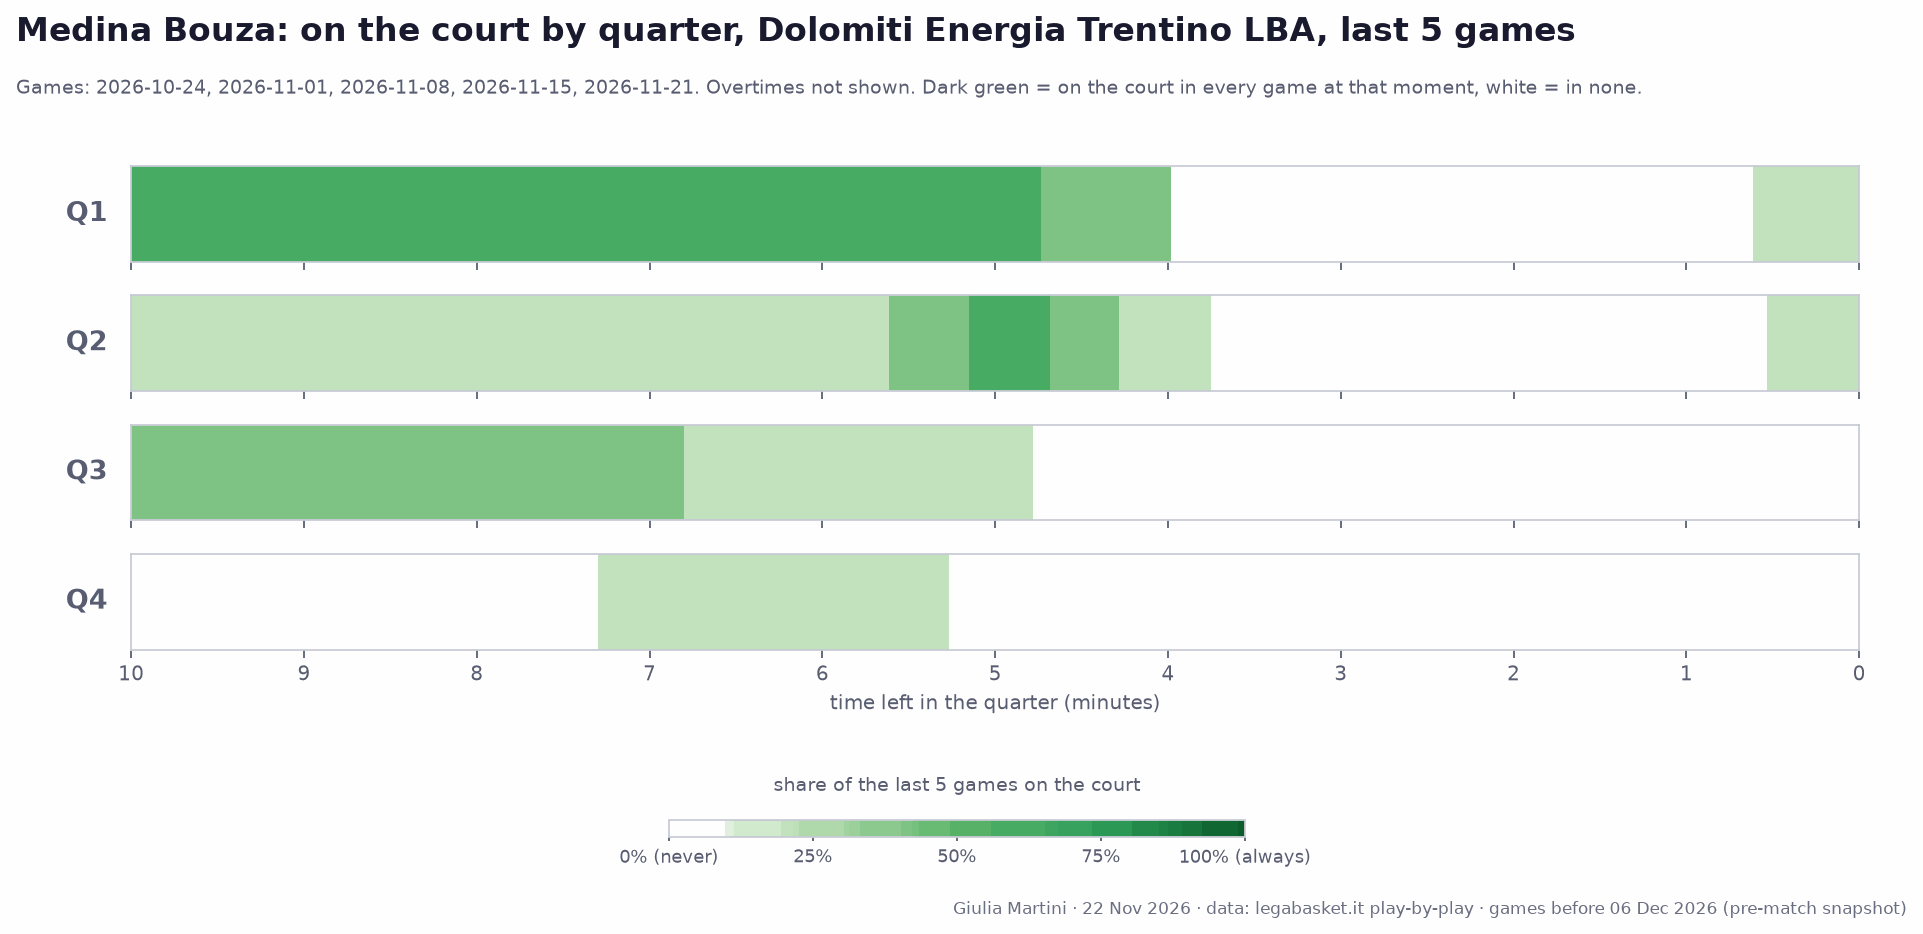 Medina Bouza: on the court by quarter, Dolomiti Energia Trentino LBA, last 5 games
Games: 2026-10-24, 2026-11-01, 2026-11-08, 2026-11-15, 2026-11-21. Overtimes not shown. Dark green = on the court in every game at that moment, white = in none.
Q1
Q2
Q3
Q4
10 9 8 7 6 5 4 3 2 1 0
time left in the quarter (minutes)
share of the last 5 games on the court
0% (never) 25% 50% 75% 100% (always)
Giulia Martini · 22 Nov 2026 · data: legabasket.it play-by-play · games before 06 Dec 2026 (pre-match snapshot)